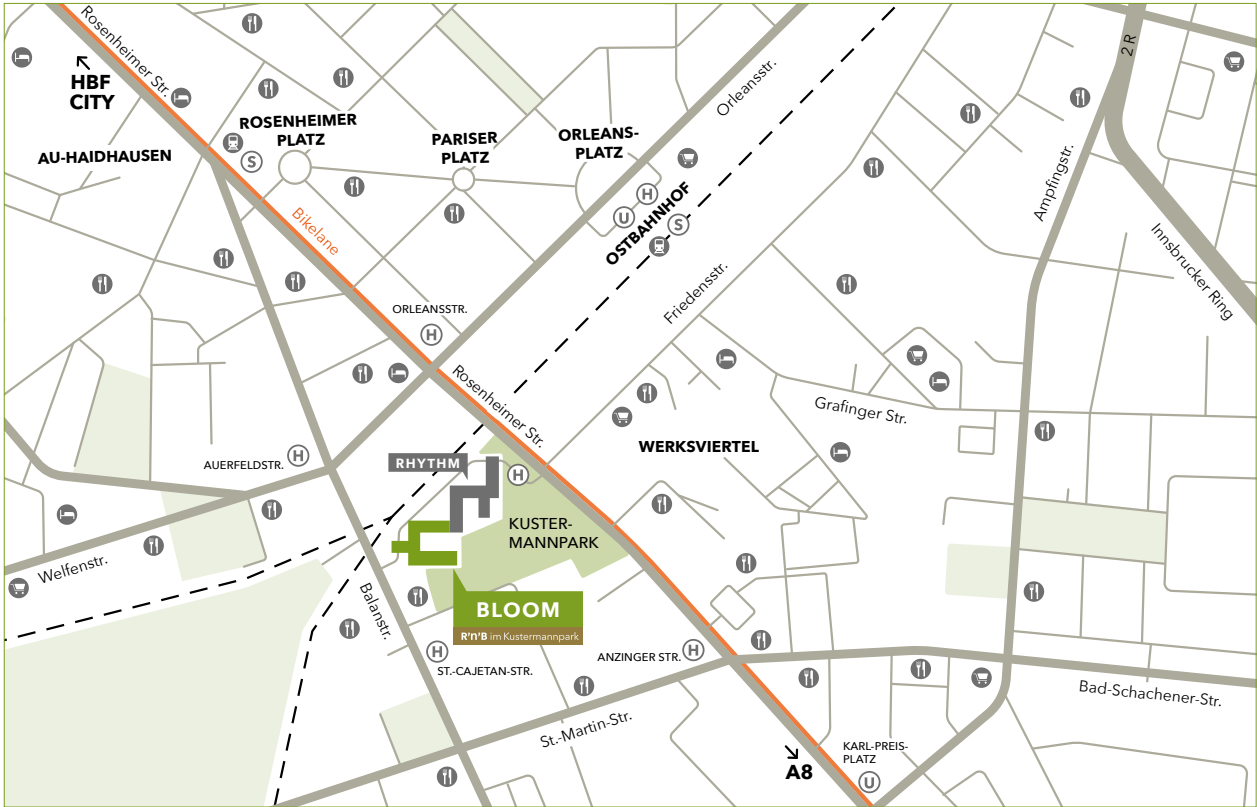 Rosenheimer Str.
HBF
CITY
AU-HAIDHAUSEN
S
ROSENHEIMER
PLATZ
PARISER
PLATZ
ORLEANS-
PLATZ
Orleansstr.
2 R
Ampfingstr.
Innsbrucker Ring
H
U
OSTBAHNHOF
S
Bikelane
Friedensstr.
ORLEANSSTR.
H
Rosenheimer Str.
Grafinger Str.
WERKSVIERTEL
AUERFELDSTR.
H
RHYTHM
H
KUSTER-
MANNPARK
Welfenstr.
Balanstr.
BLOOM
R'n'B im Kustermannpark
H
ST.-CAJETAN-STR.
ANZINGER STR.
H
St.-Martin-Str.
Bad-Schachener-Str.
A8
KARL-PREIS-
PLATZ
U